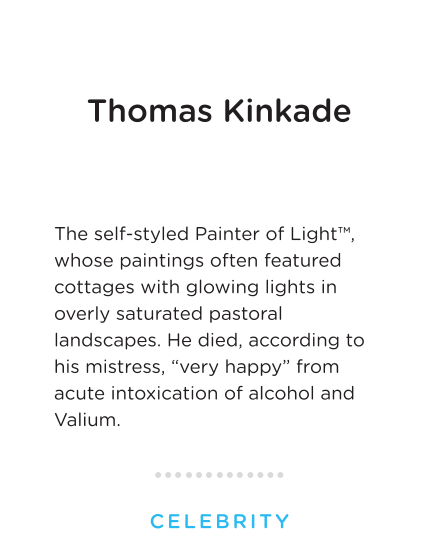 Thomas Kinkade
The self-styled Painter of Light™,
whose paintings often featured
cottages with glowing lights in
overly saturated pastoral
landscapes. He died, according to
his mistress, “very happy” from
acute intoxication of alcohol and
Valium.
CELEBRITY